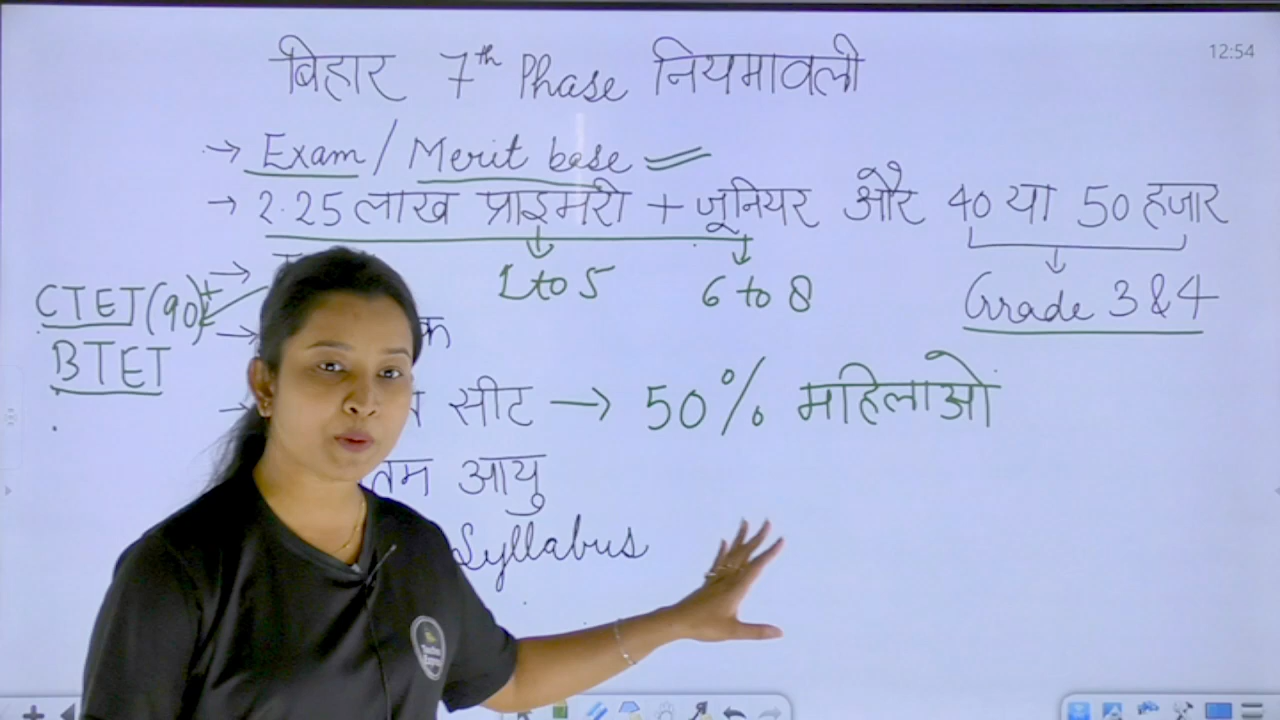 12:54
बिहार 7th Phase नियमावली
→ Exam / Merit base
→ 2.25 लाख प्राइमरी + जूनियर और 40 या 50 हजार
1 to 5 6 to 8 Grade 3 & 4
CTET (90)
BTET
सीट → 50% महिलाओं
आयु
Syllabus